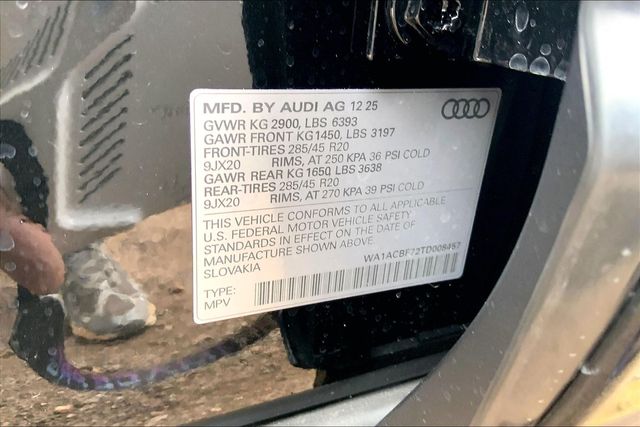 MFD. BY AUDI AG 12 25
GVWR KG 2900, LBS 6393
GAWR FRONT KG1450, LBS 3197
FRONT-TIRES 285/45 R20
9JX20 RIMS, AT 250 KPA 36 PSI COLD
GAWR REAR KG 1650, LBS 3638
REAR-TIRES 285/45 R20
9JX20 RIMS, AT 270 KPA 39 PSI COLD
THIS VEHICLE CONFORMS TO ALL APPLICABLE
U.S. FEDERAL MOTOR VEHICLE SAFETY
STANDARDS IN EFFECT ON THE DATE OF
MANUFACTURE SHOWN ABOVE.
SLOVAKIA
WA1ACBF72TD008457
TYPE:
MPV